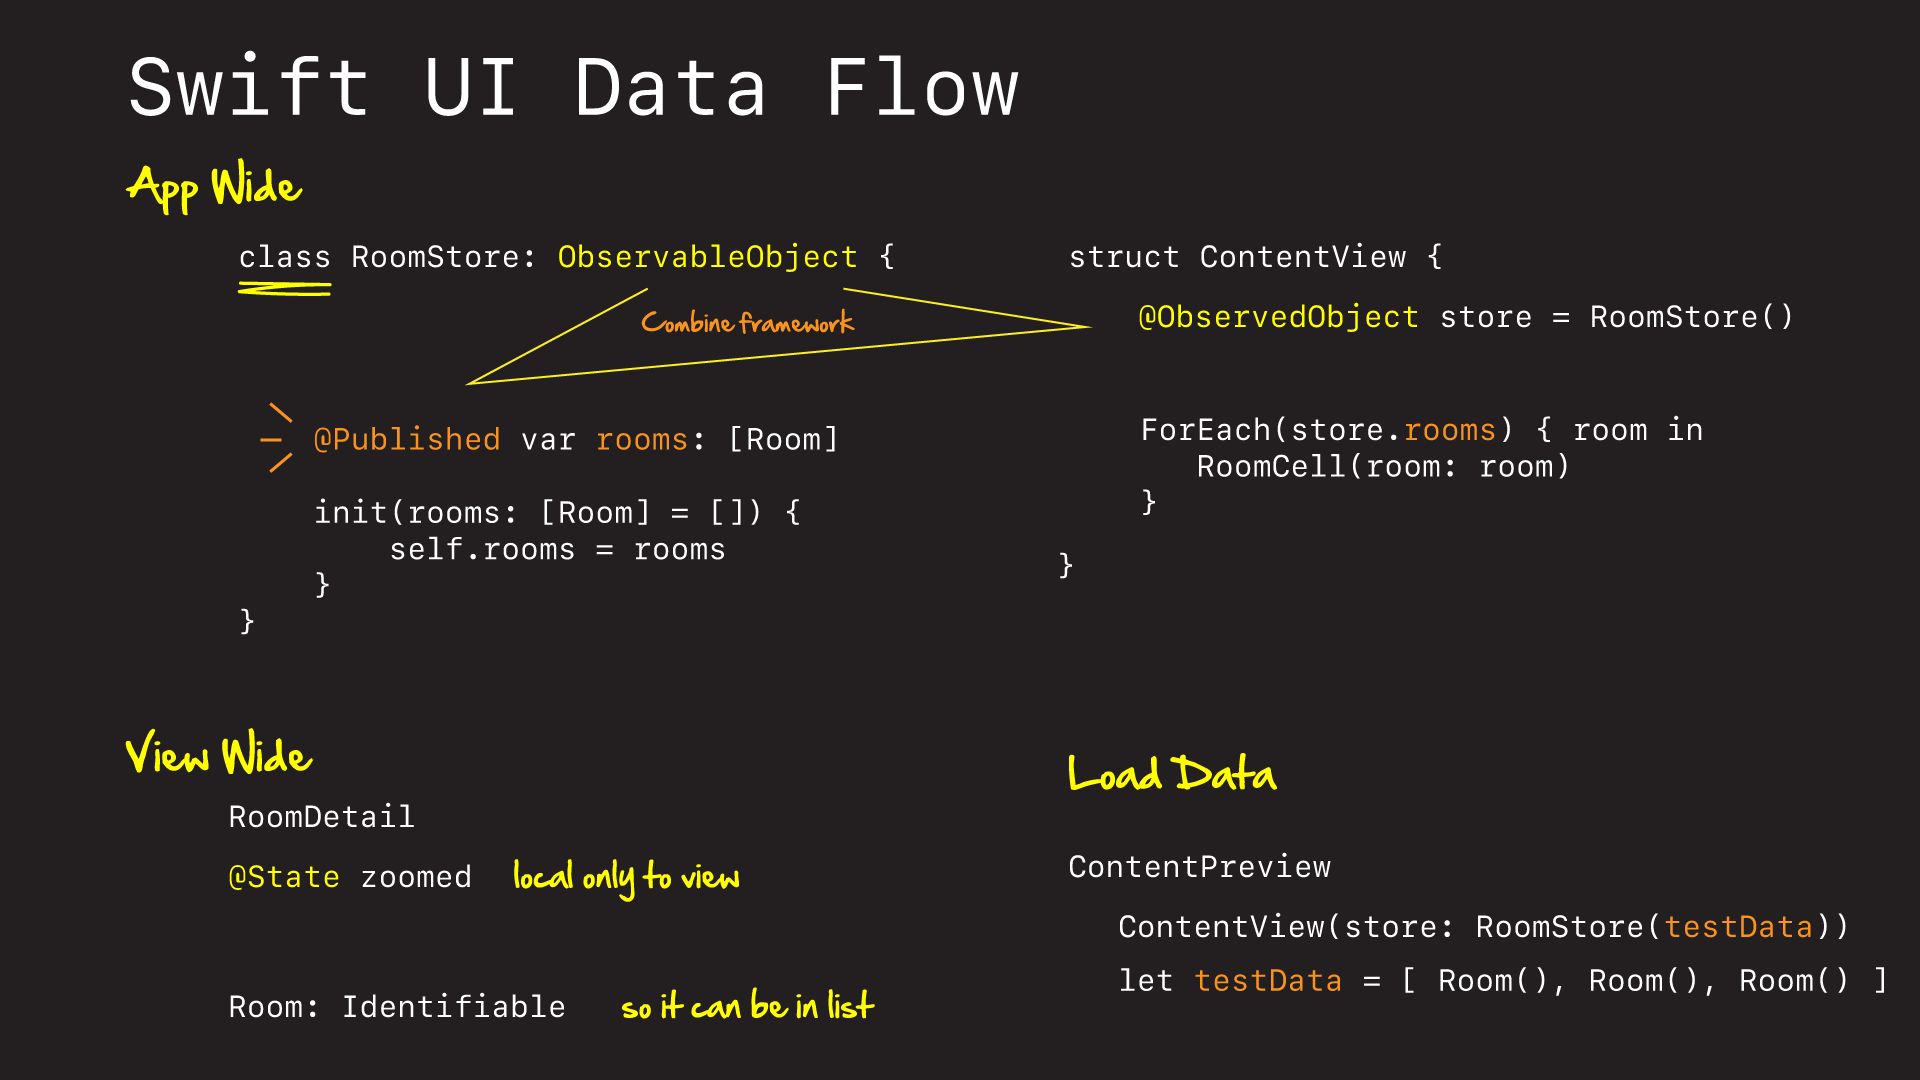 Swift UI Data Flow
App Wide
class RoomStore: ObservableObject {
Combine framework
@Published var rooms: [Room]
init(rooms: [Room] = []) {
self.rooms = rooms
}
}
struct ContentView {
@ObservedObject store = RoomStore()
ForEach(store.rooms) { room in
RoomCell(room: room)
}
}
View Wide
RoomDetail
@State zoomed local only to view
Room: Identifiable so it can be in list
Load Data
ContentPreview
ContentView(store: RoomStore(testData))
let testData = [ Room(), Room(), Room() ]